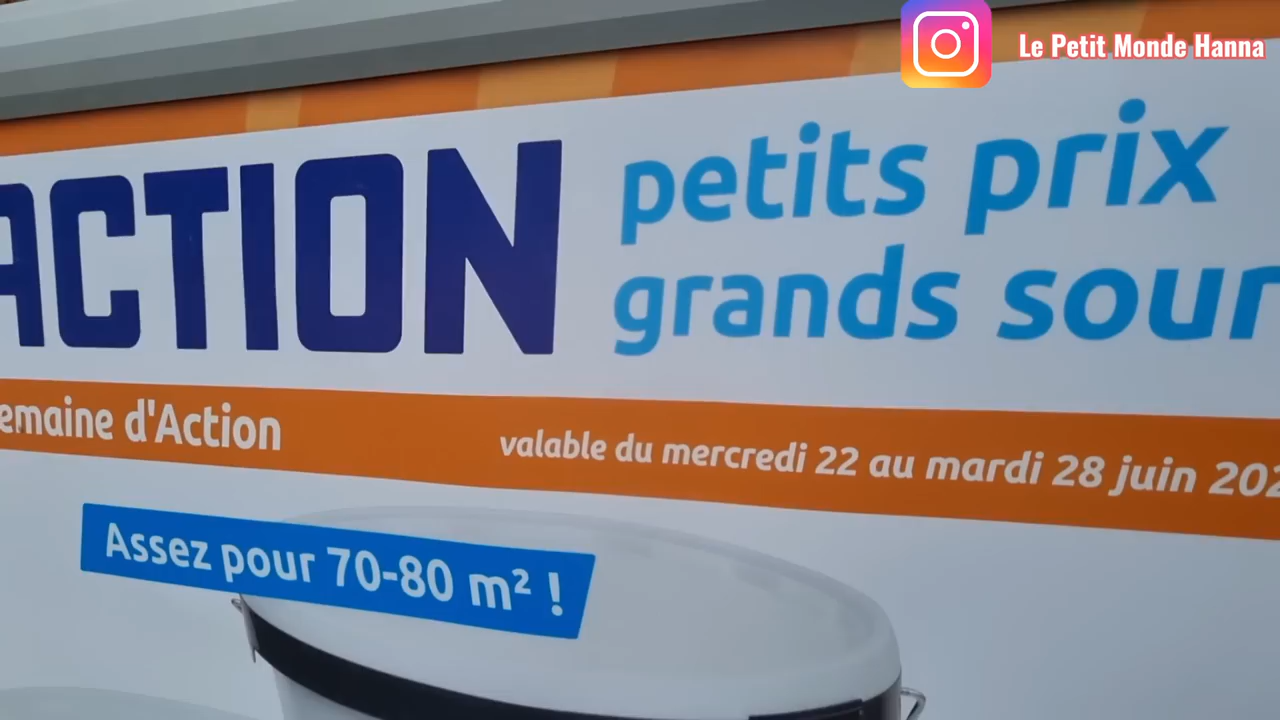 Le Petit Monde Hanna
ACTION
petits prix
grands sour
emaine d'Action
valable du mercredi 22 au mardi 28 juin 202
Assez pour 70-80 m² !